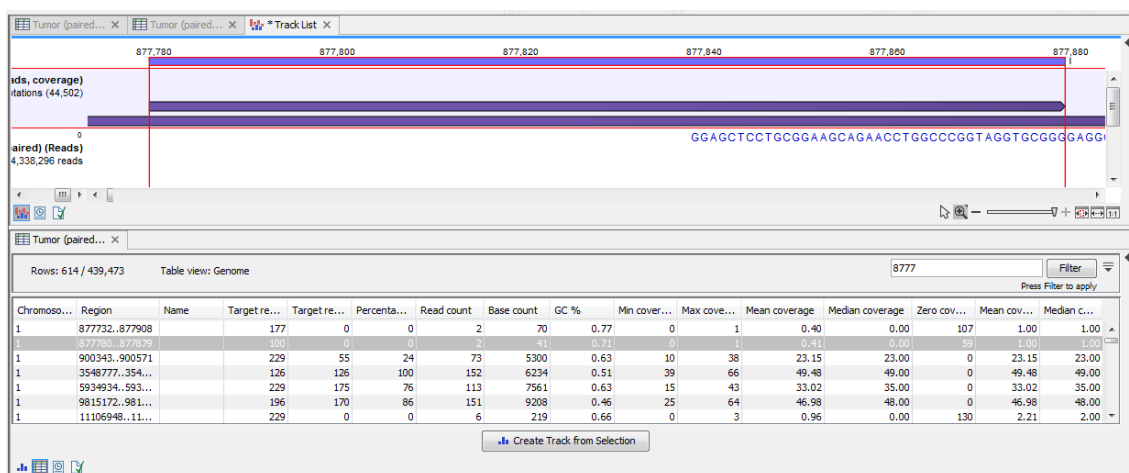 Tumor (paired... Tumor (paired... * Track List
877,780 877,800 877,820 877,840 877,860 877,880
ids, coverage)
tations (44,502)
0
GGAGCTCCTGCGGAAGCAGAACCTGGCCCGGTAGGTGCGGGGAGG
aired) (Reads)
4,338,296 reads
1:1
Tumor (paired...
Rows: 614 / 439,473 Table view: Genome 8777 Filter
Press Filter to apply
Chromoso... Region Name Target re... Target re... Percenta... Read count Base count GC % Min cover... Max cove... Mean coverage Median coverage Zero cov... Mean cov... Median c...
1 877732..877908 177 0 0 2 70 0.77 0 1 0.40 0.00 107 1.00 1.00
1 877780..877879 100 0 0 2 41 0.71 0 1 0.41 0.00 59 1.00 1.00
1 900343..900571 229 55 24 73 5300 0.63 10 38 23.15 23.00 0 23.15 23.00
1 3548777..354... 126 126 100 152 6234 0.51 39 66 49.48 49.00 0 49.48 49.00
1 5934934..593... 229 175 76 113 7561 0.63 15 43 33.02 35.00 0 33.02 35.00
1 9815172..981... 196 170 86 151 9208 0.46 25 64 46.98 48.00 0 46.98 48.00
1 11106948..11... 229 0 0 6 219 0.66 0 3 0.96 0.00 130 2.21 2.00
Create Track from Selection